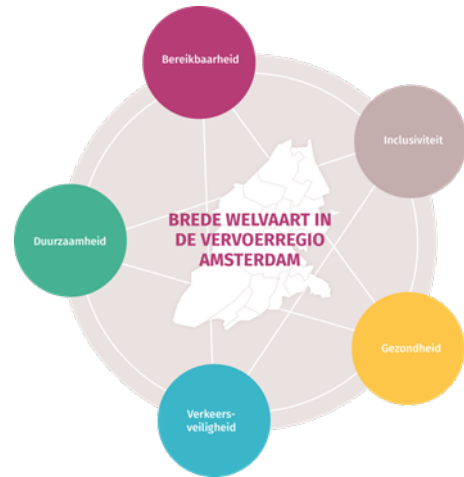 Bereikbaarheid
Inclusiviteit
BREDE WELVAART IN
DE VERVOERREGIO
AMSTERDAM
Duurzaamheid
Gezondheid
Verkeers-
veiligheid